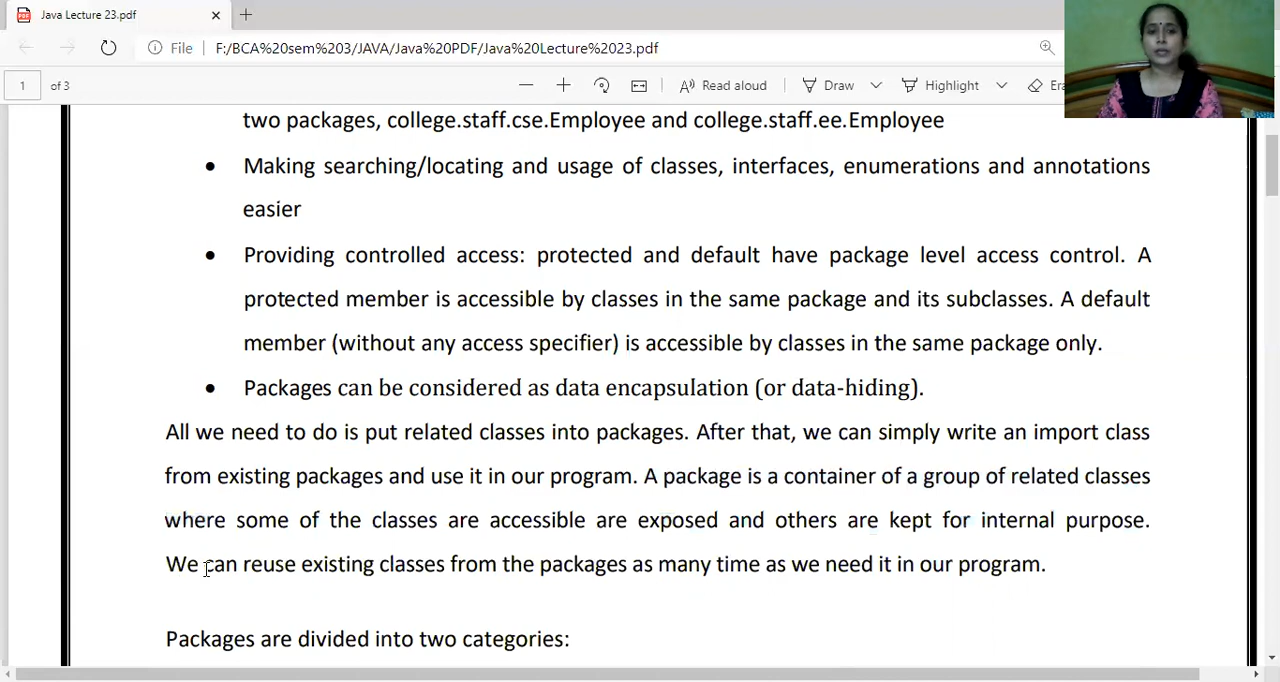 Java Lecture 23.pdf
File F:/BCA%20sem%203/JAVA/Java%20PDF/Java%20Lecture%2023.pdf
1 of 3 Read aloud Draw Highlight Era
two packages, college.staff.cse.Employee and college.staff.ee.Employee
• Making searching/locating and usage of classes, interfaces, enumerations and annotations
easier
• Providing controlled access: protected and default have package level access control. A
protected member is accessible by classes in the same package and its subclasses. A default
member (without any access specifier) is accessible by classes in the same package only.
• Packages can be considered as data encapsulation (or data-hiding).
All we need to do is put related classes into packages. After that, we can simply write an import class
from existing packages and use it in our program. A package is a container of a group of related classes
where some of the classes are accessible are exposed and others are kept for internal purpose.
We can reuse existing classes from the packages as many time as we need it in our program.
Packages are divided into two categories: